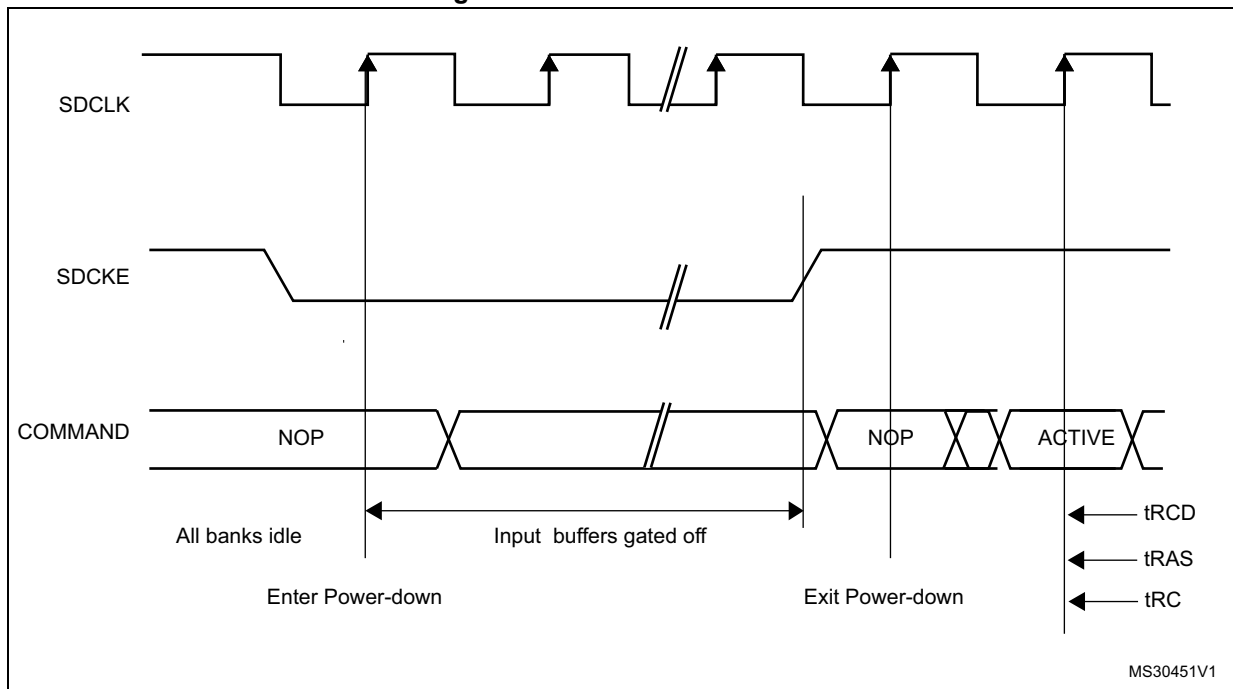 SDCLK
SDCKE
COMMAND
NOP
NOP
ACTIVE
All banks idle
Input buffers gated off
tRCD
tRAS
Enter Power-down
Exit Power-down
tRC
MS30451V1